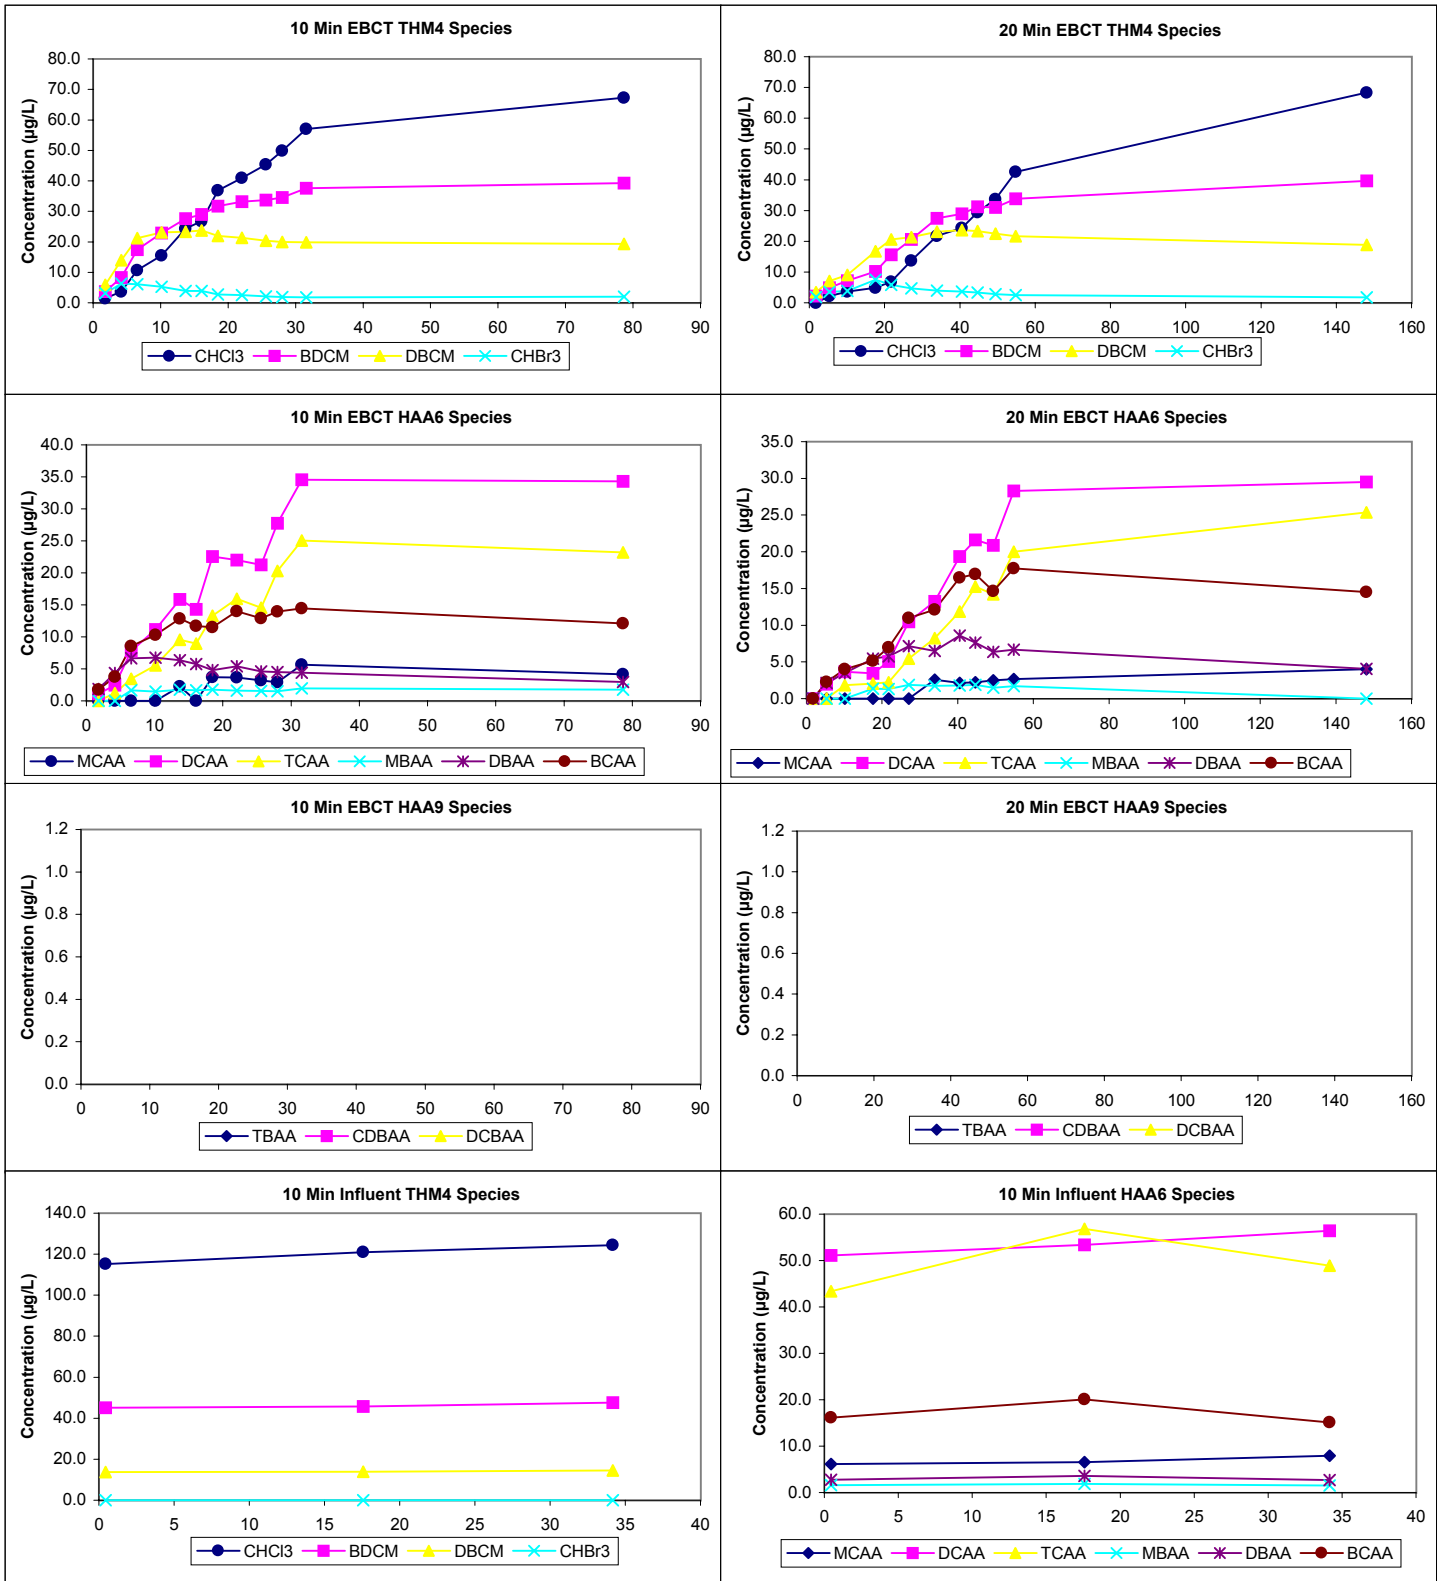 10 Min EBCT THM4 Species
Concentration (µg/L)
80.0
70.0
60.0
50.0
40.0
30.0
20.0
10.0
0.0
0 10 20 30 40 50 60 70 80 90
CHCl3 BDCM DBCM CHBr3
20 Min EBCT THM4 Species
Concentration (µg/L)
80.0
70.0
60.0
50.0
40.0
30.0
20.0
10.0
0.0
0 20 40 60 80 100 120 140 160
CHCl3 BDCM DBCM CHBr3
10 Min EBCT HAA6 Species
Concentration (µg/L)
40.0
35.0
30.0
25.0
20.0
15.0
10.0
5.0
0.0
0 10 20 30 40 50 60 70 80 90
MCAA DCAA TCAA MBAA DBAA BCAA
20 Min EBCT HAA6 Species
Concentration (µg/L)
35.0
30.0
25.0
20.0
15.0
10.0
5.0
0.0
0 20 40 60 80 100 120 140 160
MCAA DCAA TCAA MBAA DBAA BCAA
10 Min EBCT HAA9 Species
Concentration (µg/L)
1.2
1.0
0.8
0.6
0.4
0.2
0.0
0 10 20 30 40 50 60 70 80 90
TBAA CDBAA DCBAA
20 Min EBCT HAA9 Species
Concentration (µg/L)
1.2
1.0
0.8
0.6
0.4
0.2
0.0
0 20 40 60 80 100 120 140 160
TBAA CDBAA DCBAA
10 Min Influent THM4 Species
Concentration (µg/L)
140.0
120.0
100.0
80.0
60.0
40.0
20.0
0.0
0 5 10 15 20 25 30 35 40
CHCl3 BDCM DBCM CHBr3
10 Min Influent HAA6 Species
Concentration (µg/L)
60.0
50.0
40.0
30.0
20.0
10.0
0.0
0 5 10 15 20 25 30 35 40
MCAA DCAA TCAA MBAA DBAA BCAA